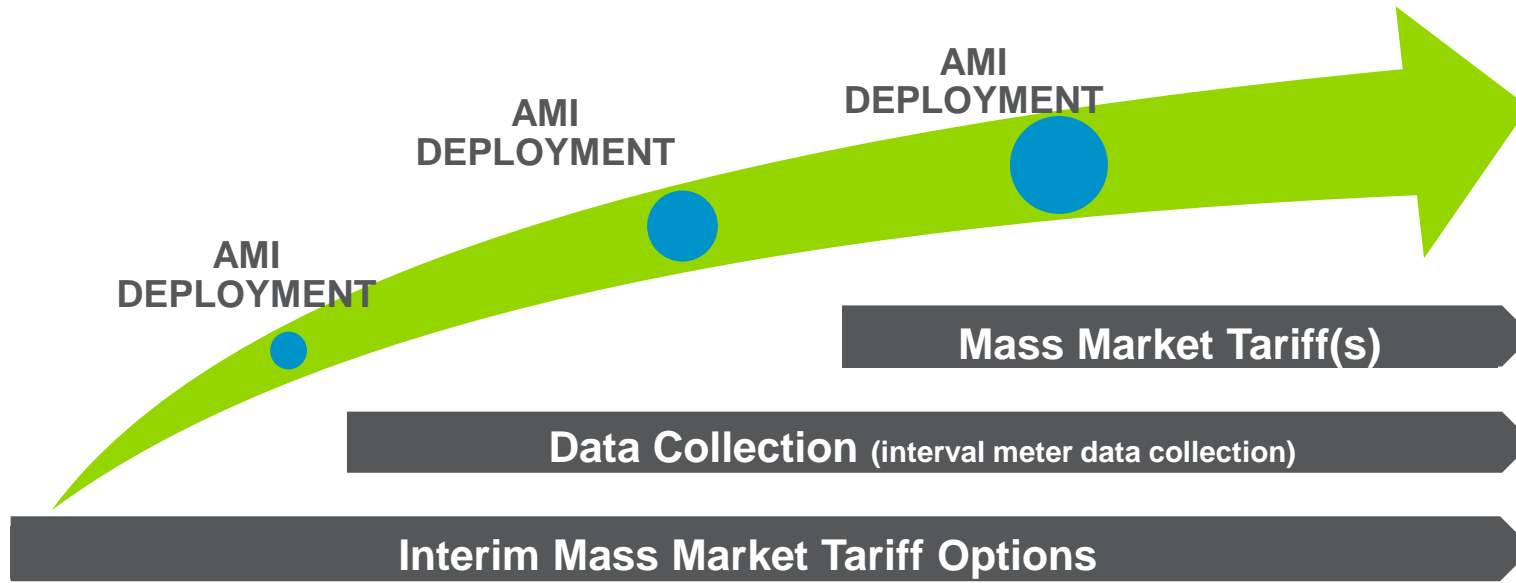 AMI
DEPLOYMENT
AMI
DEPLOYMENT
AMI
DEPLOYMENT
Mass Market Tariff(s)
Data Collection (interval meter data collection)
Interim Mass Market Tariff Options